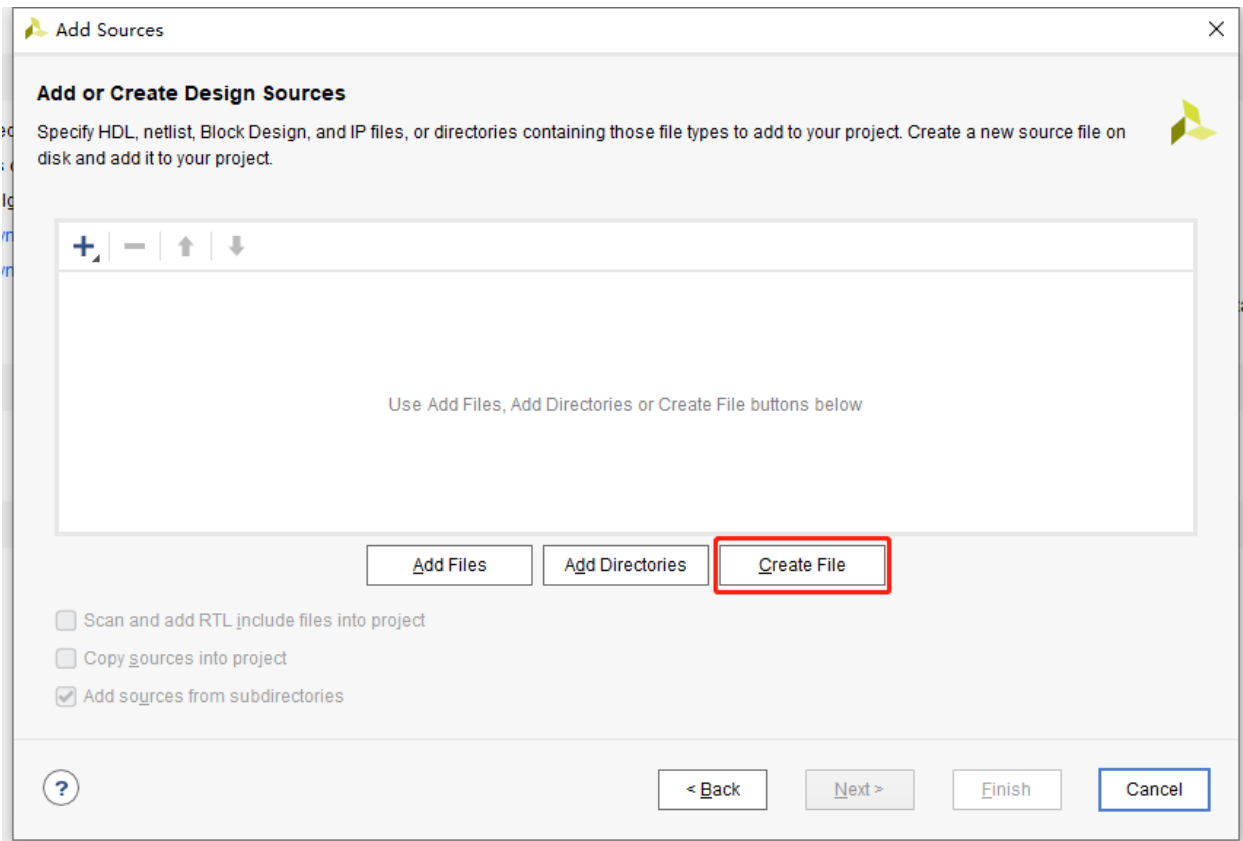 Add Sources
Add or Create Design Sources
Specify HDL, netlist, Block Design, and IP files, or directories containing those file types to add to your project. Create a new source file on
disk and add it to your project.
Use Add Files, Add Directories or Create File buttons below
Add Files
Add Directories
Create File
Scan and add RTL include files into project
Copy sources into project
Add sources from subdirectories
?
< Back
Next >
Finish
Cancel